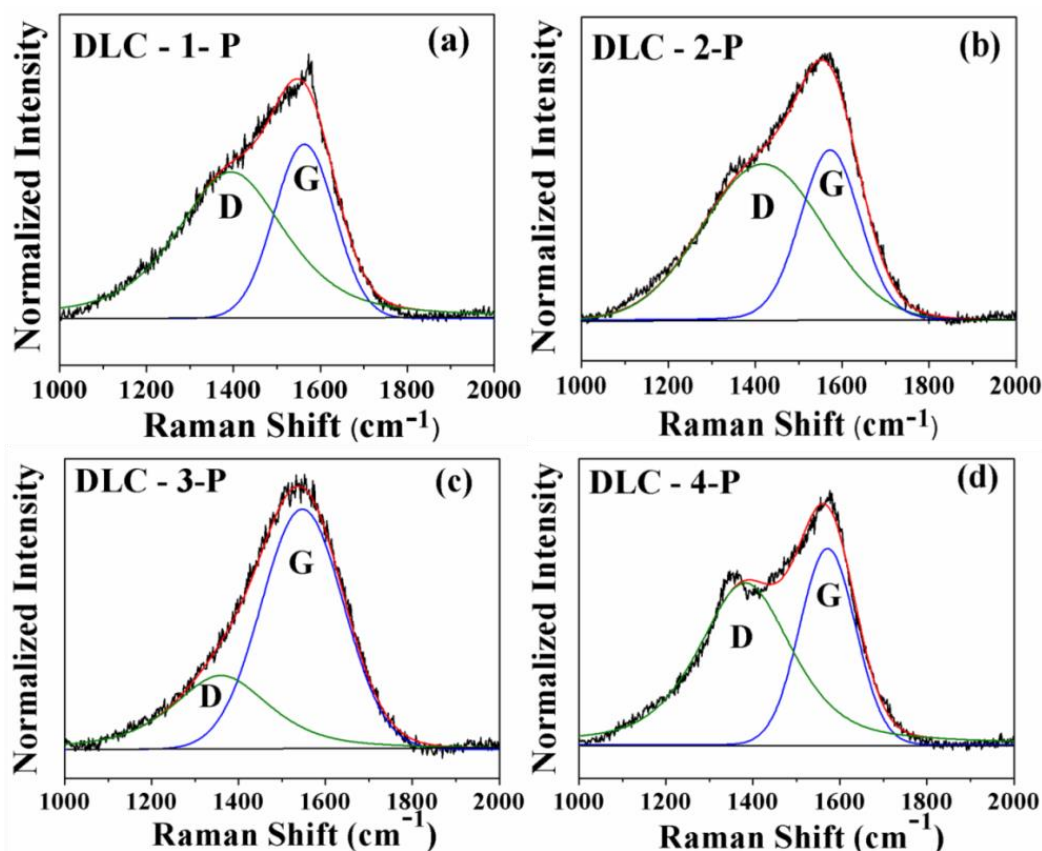 DLC - 1- P
(a)
Normalized Intensity
D
G
1000 1200 1400 1600 1800 2000
Raman Shift (cm⁻¹)
DLC - 2-P
(b)
Normalized Intensity
D
G
1000 1200 1400 1600 1800 2000
Raman Shift (cm⁻¹)
DLC - 3-P
(c)
Normalized Intensity
G
D
1000 1200 1400 1600 1800 2000
Raman Shift (cm⁻¹)
DLC - 4-P
(d)
Normalized Intensity
G
D
1000 1200 1400 1600 1800 2000
Raman Shift (cm⁻¹)